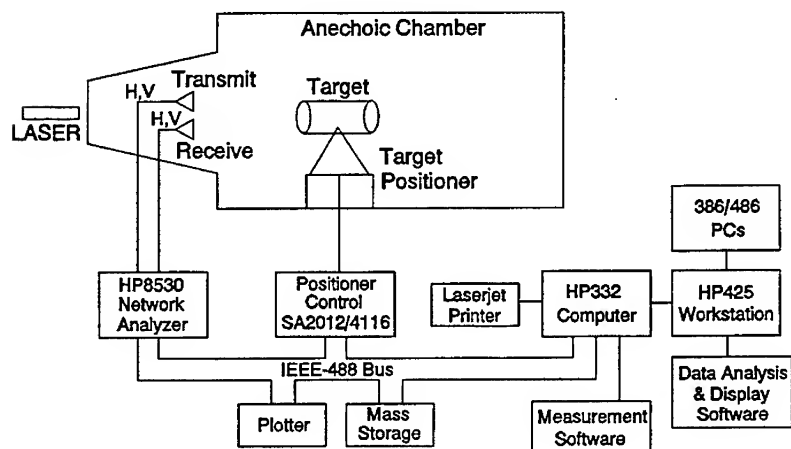 Anechoic Chamber
Transmit
H,V
Target
LASER
H,V
Receive
Target
Positioner
386/486
PCs
HP8530
Network
Analyzer
Positioner
Control
SA2012/4116
Laserjet
Printer
HP332
Computer
HP425
Workstation
IEEE-488 Bus
Plotter
Mass
Storage
Measurement
Software
Data Analysis
& Display
Software